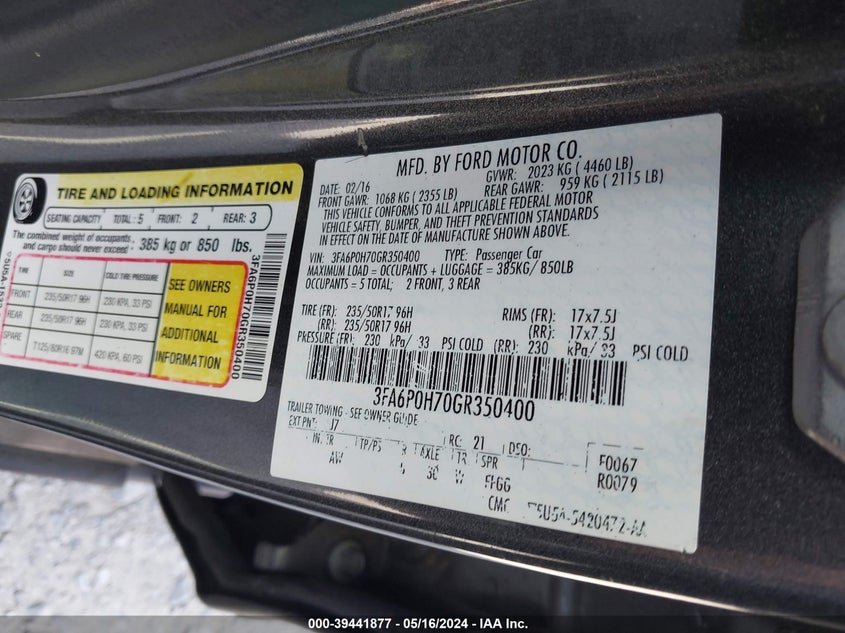 TIRE AND LOADING INFORMATION
SEATING CAPACITY TOTAL : 5 FRONT: 2 REAR: 3
The combined weight of occupants and cargo should never exceed : 385 kg or 850 lbs.
TIRE SIZE COLD TIRE PRESSURE
FRONT 235/50R17 96H 230 KPA, 33 PSI
REAR 235/50R17 96H 230 KPA, 33 PSI
SPARE T125/80R16 97M 420 KPA, 60 PSI
SEE OWNERS
MANUAL FOR
ADDITIONAL
INFORMATION
3FA6P0H70GR350400
MFD. BY FORD MOTOR CO.
DATE: 02/16 GVWR: 2023 KG ( 4460 LB)
FRONT GAWR: 1068 KG ( 2355 LB) REAR GAWR: 959 KG ( 2115 LB)
THIS VEHICLE CONFORMS TO ALL APPLICABLE FEDERAL MOTOR
VEHICLE SAFETY, BUMPER, AND THEFT PREVENTION STANDARDS
IN EFFECT ON THE DATE OF MANUFACTURE SHOWN ABOVE.
VIN: 3FA6P0H70GR350400 TYPE: Passenger Car
MAXIMUM LOAD = OCCUPANTS + LUGGAGE = 385KG/ 850LB
OCCUPANTS = 5 TOTAL; 2 FRONT, 3 REAR
TIRE (FR): 235/50R17 96H RIMS (FR): 17x7.5J
(RR): 235/50R17 96H (RR): 17x7.5J
PRESSURE (FR): 230 kPa/ 33 PSI COLD (RR): 230 kPa/ 33 PSI COLD
3FA6P0H70GR350400
TRAILER TOWING - SEE OWNER GUIDE
EXT PNT: J7 RC: 21 DSO:
AXLE TR SPR F0067
R0079
000-39441877 - 05/16/2024 - IAA Inc.